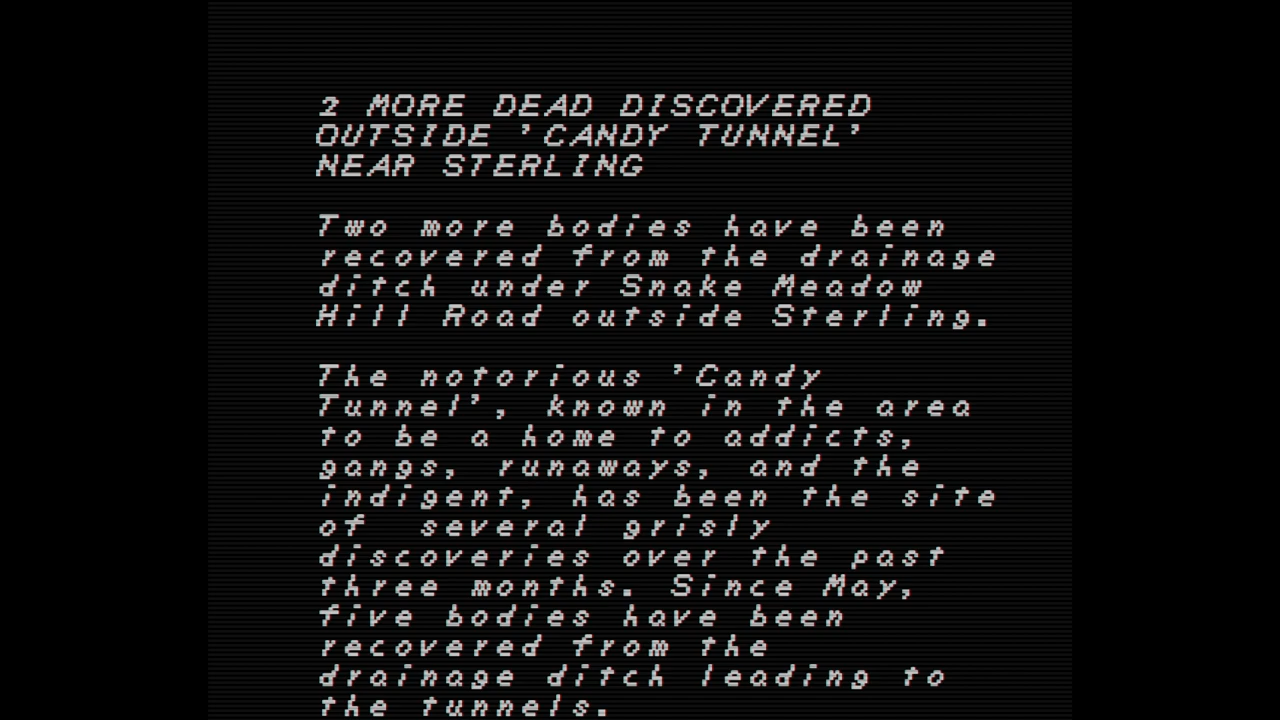 2 MORE DEAD DISCOVERED
OUTSIDE 'CANDY TUNNEL'
NEAR STERLING
Two more bodies have been
recovered from the drainage
ditch under Snake Meadow
Hill Road outside Sterling.
The notorious 'Candy
Tunnel', known in the area
to be a home to addicts,
gangs, runaways, and the
indigent, has been the site
of several grisly
discoveries over the past
three months. Since May,
five bodies have been
recovered from the
drainage ditch leading to
the tunnels.